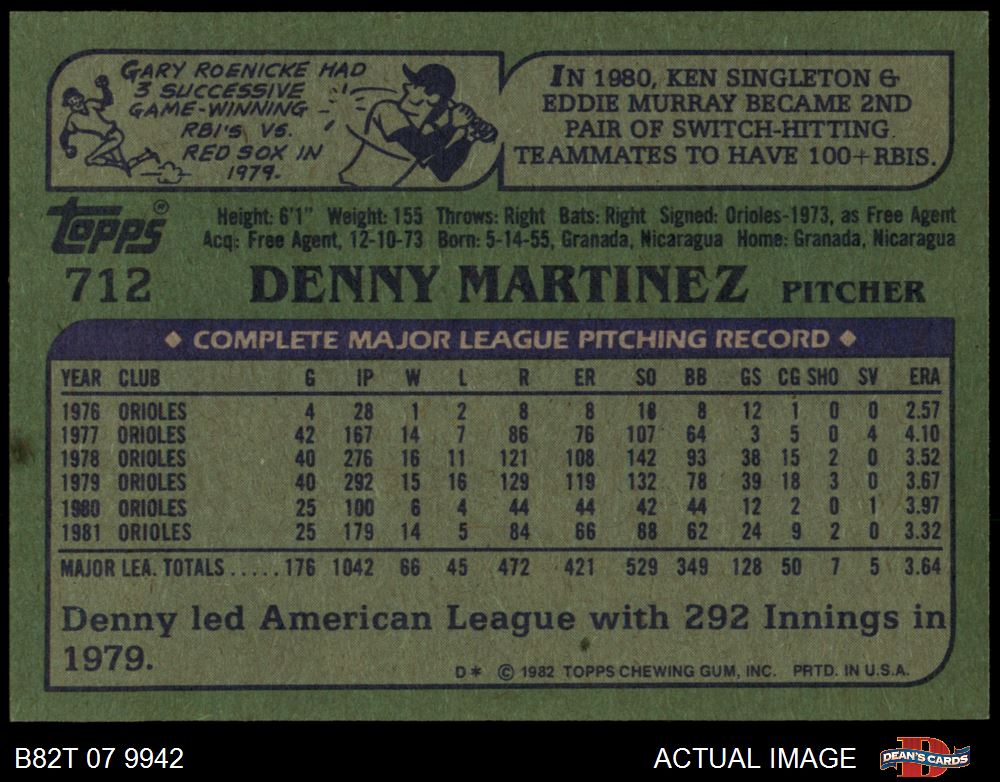 GARY ROENICKE HAD
3 SUCCESSIVE
GAME-WINNING
RBI'S VS.
RED SOX IN
1979.
IN 1980, KEN SINGLETON &
EDDIE MURRAY BECAME 2ND
PAIR OF SWITCH-HITTING
TEAMMATES TO HAVE 100+RBIS.
TOPPS®
Height: 6'1" Weight: 155 Throws: Right Bats: Right Signed: Orioles-1973, as Free Agent
Acq: Free Agent, 12-10-73 Born: 5-14-55, Granada, Nicaragua Home: Granada, Nicaragua
712 DENNY MARTINEZ PITCHER
◆ COMPLETE MAJOR LEAGUE PITCHING RECORD ◆
YEAR CLUB G IP W L R ER SO BB GS CG SHO SV ERA
1976 ORIOLES 4 28 1 2 8 8 18 8 12 1 0 0 2.57
1977 ORIOLES 42 167 14 7 86 76 107 64 3 5 0 4 4.10
1978 ORIOLES 40 276 16 11 121 108 142 93 38 15 2 0 3.52
1979 ORIOLES 40 292 15 16 129 119 132 78 39 18 3 0 3.67
1980 ORIOLES 25 100 6 4 44 44 42 44 12 2 0 1 3.97
1981 ORIOLES 25 179 14 5 84 66 88 62 24 9 2 0 3.32
MAJOR LEA. TOTALS.....176 1042 66 45 472 421 529 349 128 50 7 5 3.64
Denny led American League with 292 Innings in
1979.
D* © 1982 TOPPS CHEWING GUM, INC. PRTD. IN U.S.A.
B82T 07 9942 ACTUAL IMAGE DEAN'S CARDS